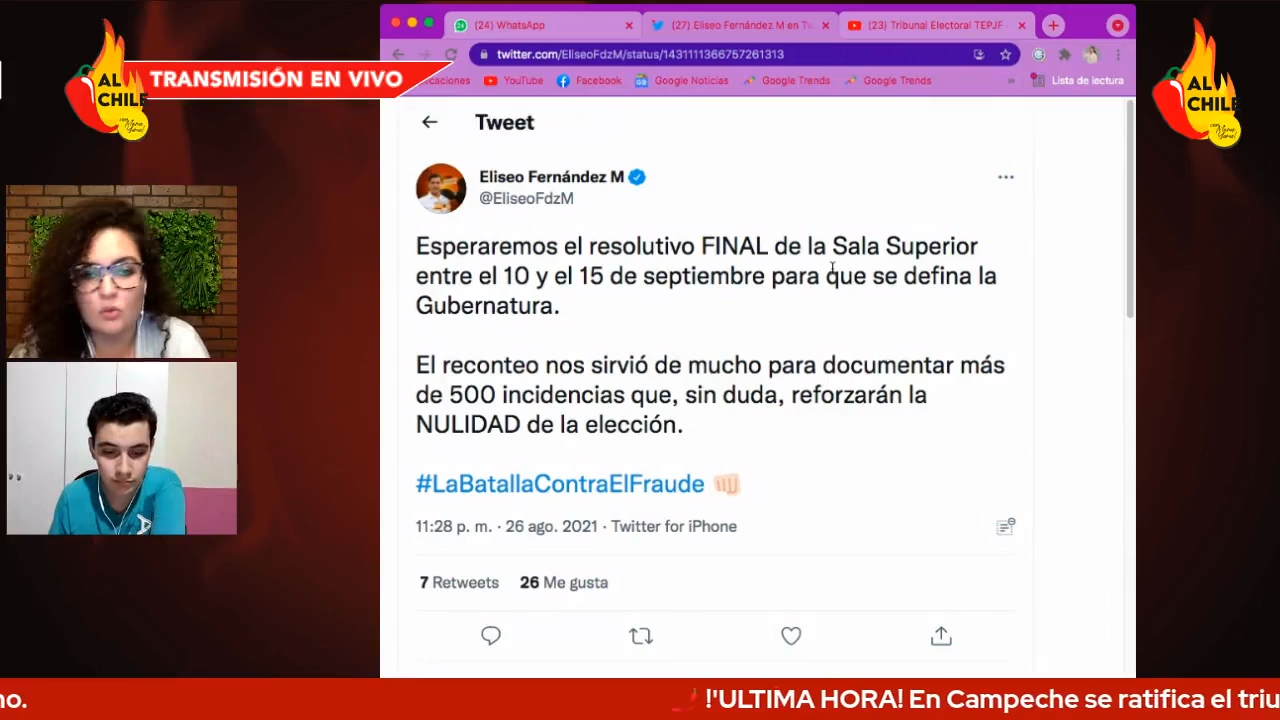 (24) WhatsApp
(27) Eliseo Fernández M en Tw
(23) Tribunal Electoral TEPJF
twitter.com/EliseoFdzM/status/1431111366757261313
YouTube
Facebook
Google Noticias
Google Trends
Google Trends
»
Lista de lectura
AL CHILE
TRANSMISIÓN EN VIVO
AL CHILE
Tweet
Eliseo Fernández M
@EliseoFdzM
Esperaremos el resolutivo FINAL de la Sala Superior
entre el 10 y el 15 de septiembre para que se defina la
Gubernatura.
El reconteo nos sirvió de mucho para documentar más
de 500 incidencias que, sin duda, reforzarán la
NULIDAD de la elección.
#LaBatallaContraElFraude 👊🏻
11:28 p. m. · 26 ago. 2021 · Twitter for iPhone
7 Retweets 26 Me gusta
no. 🌶️ !'ULTIMA HORA! En Campeche se ratifica el triu